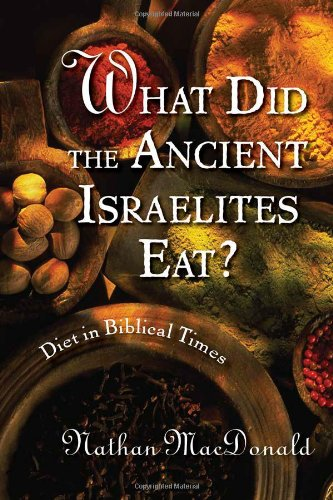 What Did
the Ancient
Israelites
Eat?
Diet in Biblical Times
Nathan MacDonald